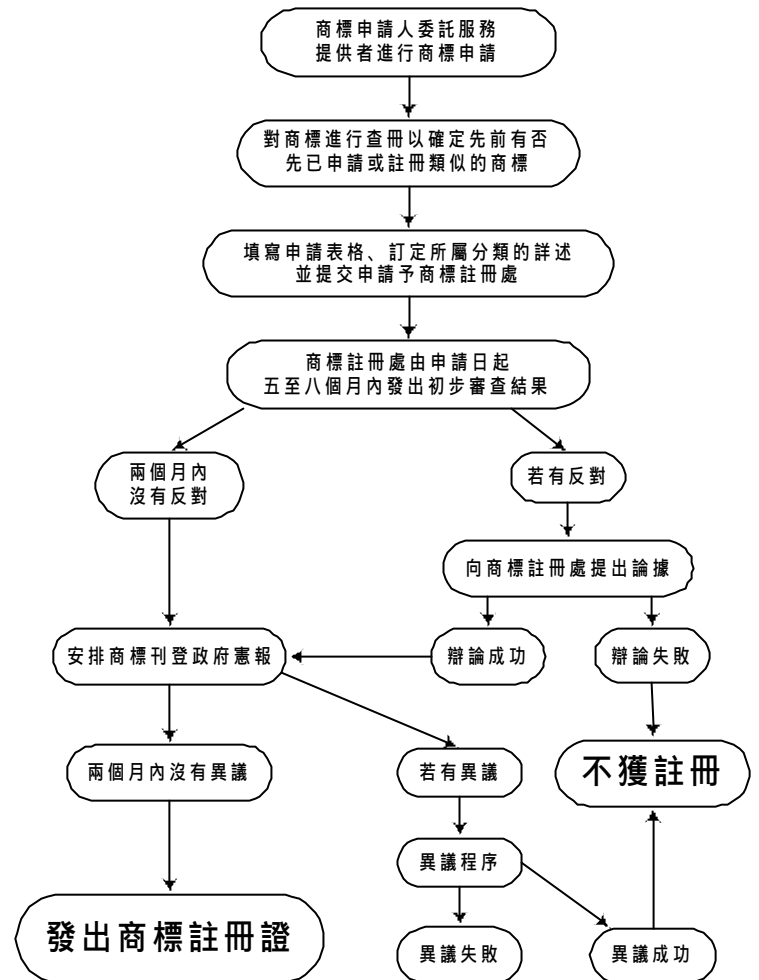 商標申請人委託服務
提供者進行商標申請
對商標進行查冊以確定先前有否
先已申請或註冊類似的商標
填寫申請表格、訂定所屬分類的詳述
並提交申請予商標註冊處
商標註冊處由申請日起
五至八個月內發出初步審查結果
兩個月內
沒有反對
若有反對
向商標註冊處提出論據
安排商標刊登政府憲報
辯論成功
辯論失敗
兩個月內沒有異議
若有異議
不獲註冊
異議程序
發出商標註冊證
異議失敗
異議成功